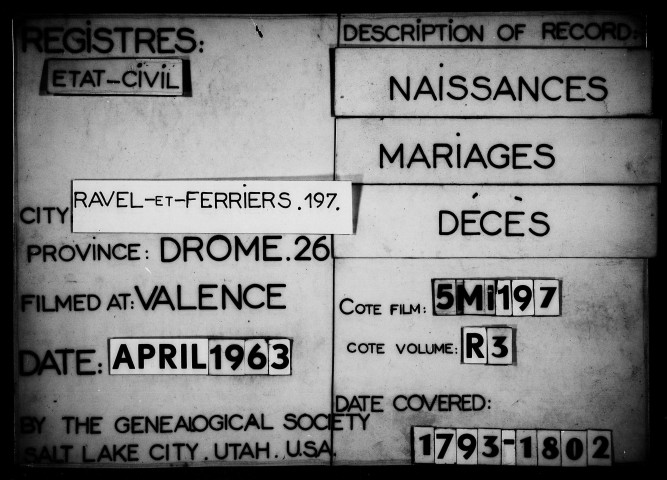 REGISTRES:
ETAT-CIVIL
CITY RAVEL-ET-FERRIERS.197.
PROVINCE: DROME.26
FILMED AT: VALENCE
DATE: APRIL 1963
BY THE GENEALOGICAL SOCIETY
SALT LAKE CITY. UTAH. U.S.A.
DESCRIPTION OF RECORD:
NAISSANCES
MARIAGES
DÉCÈS
COTE FILM: 5Mi197
COTE VOLUME: R3
DATE COVERED:
1793-1802